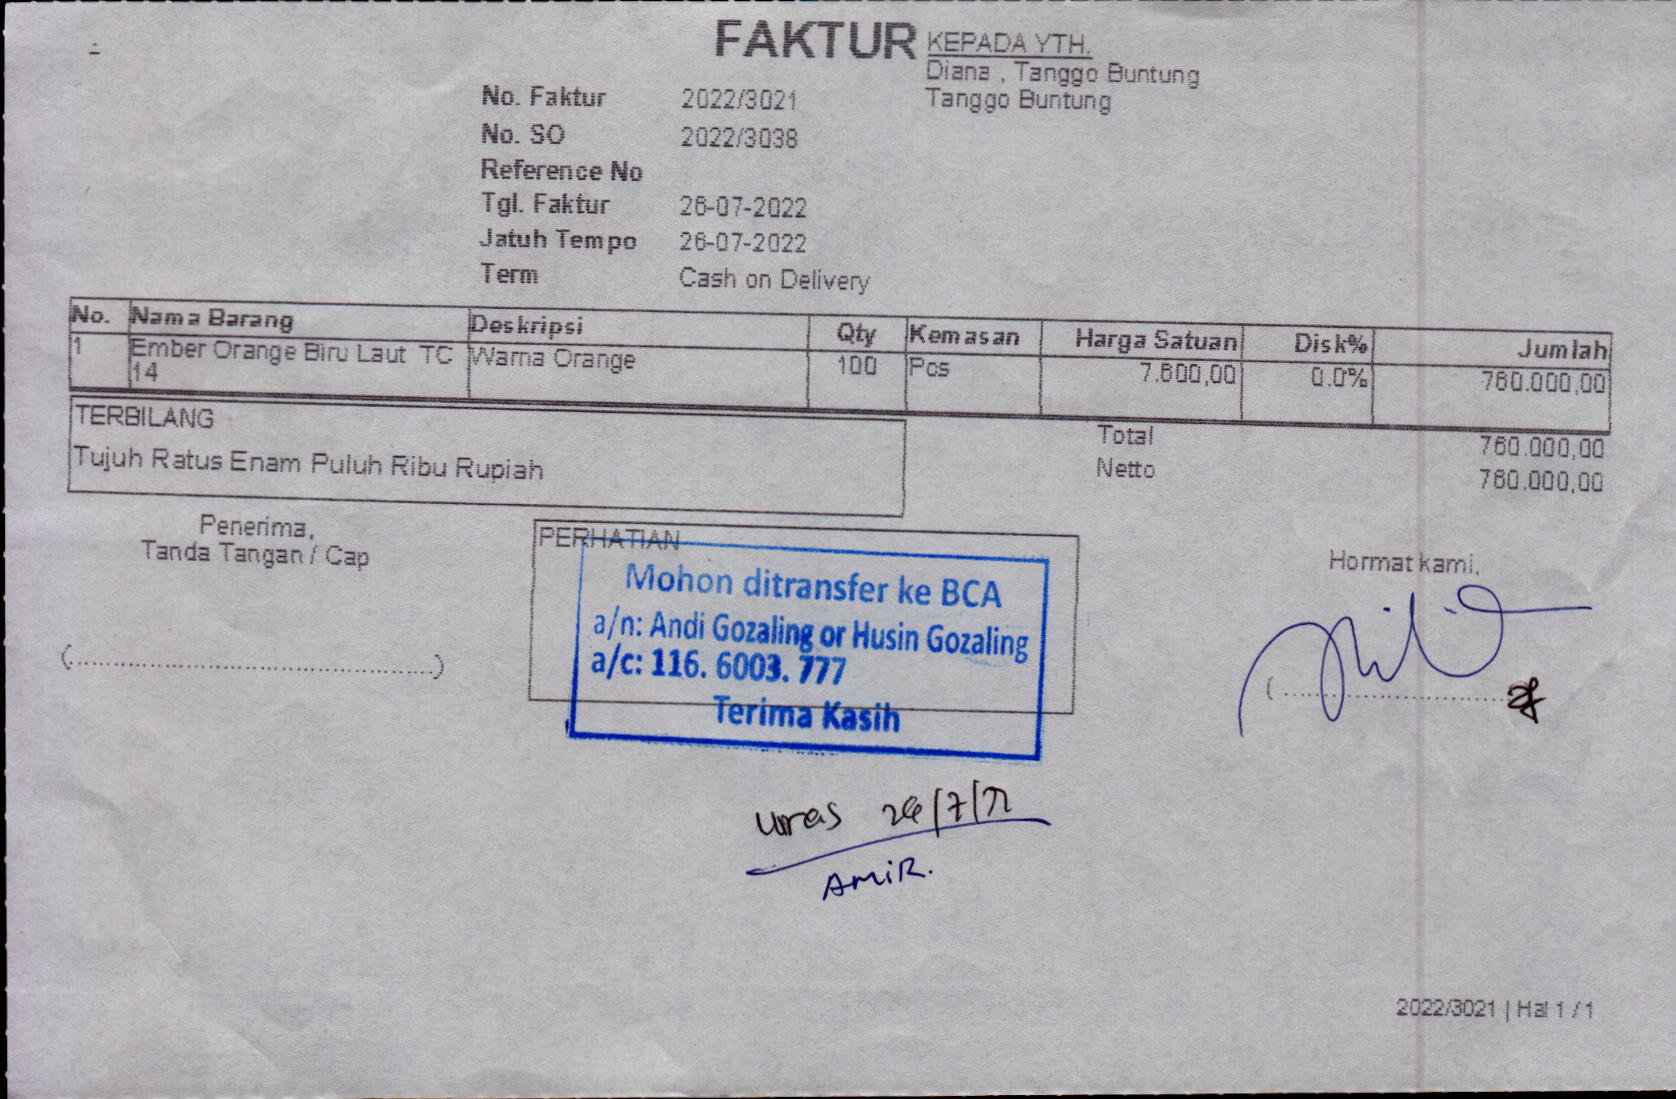 FAKTUR
KEPADA YTH.
Diana , Tanggo Buntung
Tanggo Buntung
No. Faktur 2022/3021
No. SO 2022/3038
Reference No
Tgl. Faktur 26-07-2022
Jatuh Tempo 26-07-2022
Term Cash on Delivery
No. Nama Barang Deskripsi Qty Kemasan Harga Satuan Disk% Jumlah
1 Ember Orange Biru Laut TC Warna Orange 100 Pcs 7.600,00 0.0% 760.000,00
14
TERBILANG
Tujuh Ratus Enam Puluh Ribu Rupiah
Total 760.000,00
Netto 760.000,00
Penerima,
Tanda Tangan / Cap
PERHATIAN
Mohon ditransfer ke BCA
a/n: Andi Gozaling or Husin Gozaling
a/c: 116. 6003. 777
Terima Kasih
Hormat kami,
(..................................................)
AMiR.
2022/3021 | Hal 1 / 1